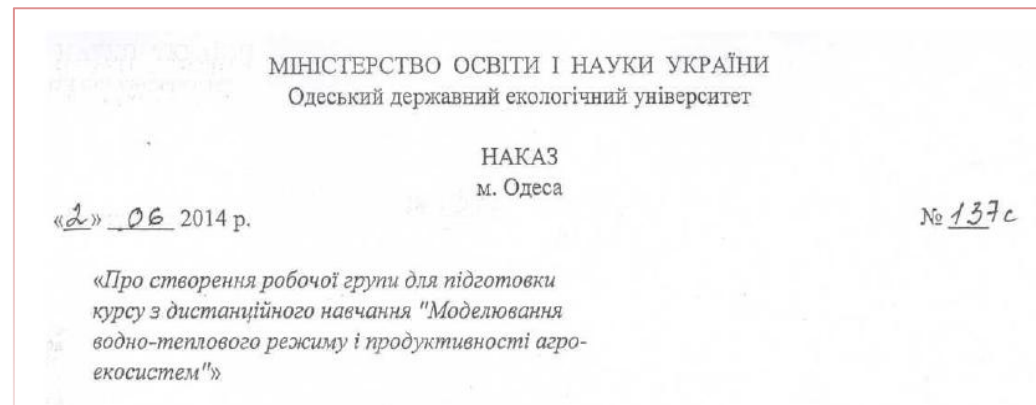 МІНІСТЕРСТВО ОСВІТИ І НАУКИ УКРАЇНИ
Одеський державний екологічний університет
НАКАЗ
м. Одеса
«2» 06 2014 р. № 137с
«Про створення робочої групи для підготовки
курсу з дистанційного навчання "Моделювання
водно-теплового режиму і продуктивності агро-
екосистем"»